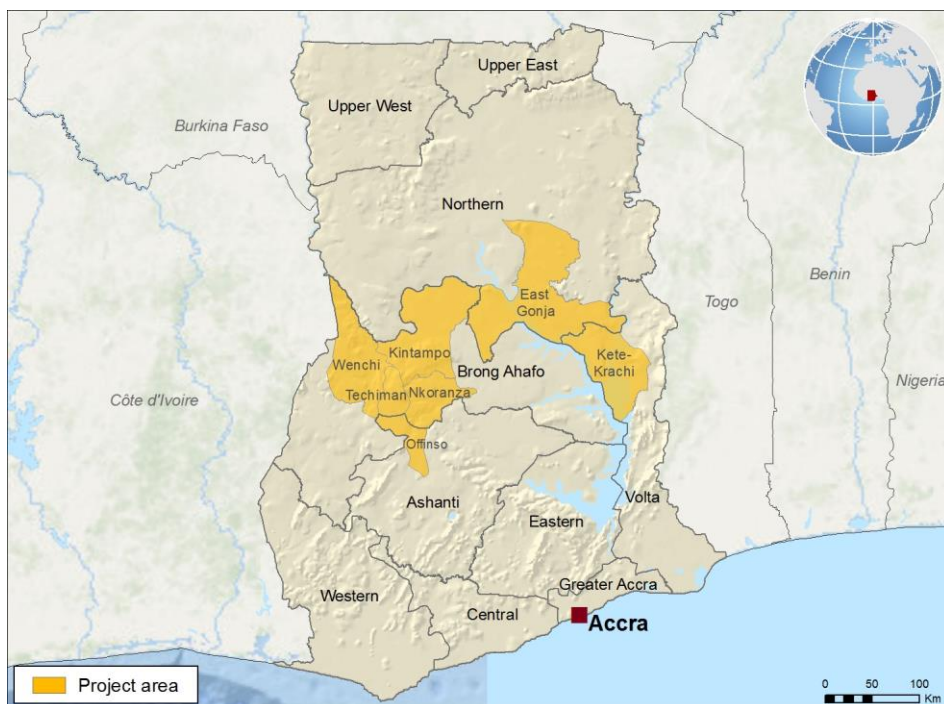 Upper East
Upper West
Burkina Faso
Northern
East
Gonja
Togo
Benin
Kintampo
Wenchi
Kete-
Krachi
Brong Ahafo
Techiman
Nkoranza
Nigeria
Côte d'Ivoire
Offinso
Ashanti
Volta
Eastern
Greater Accra
Western
Central
Accra
Project area
0 50 100
Km